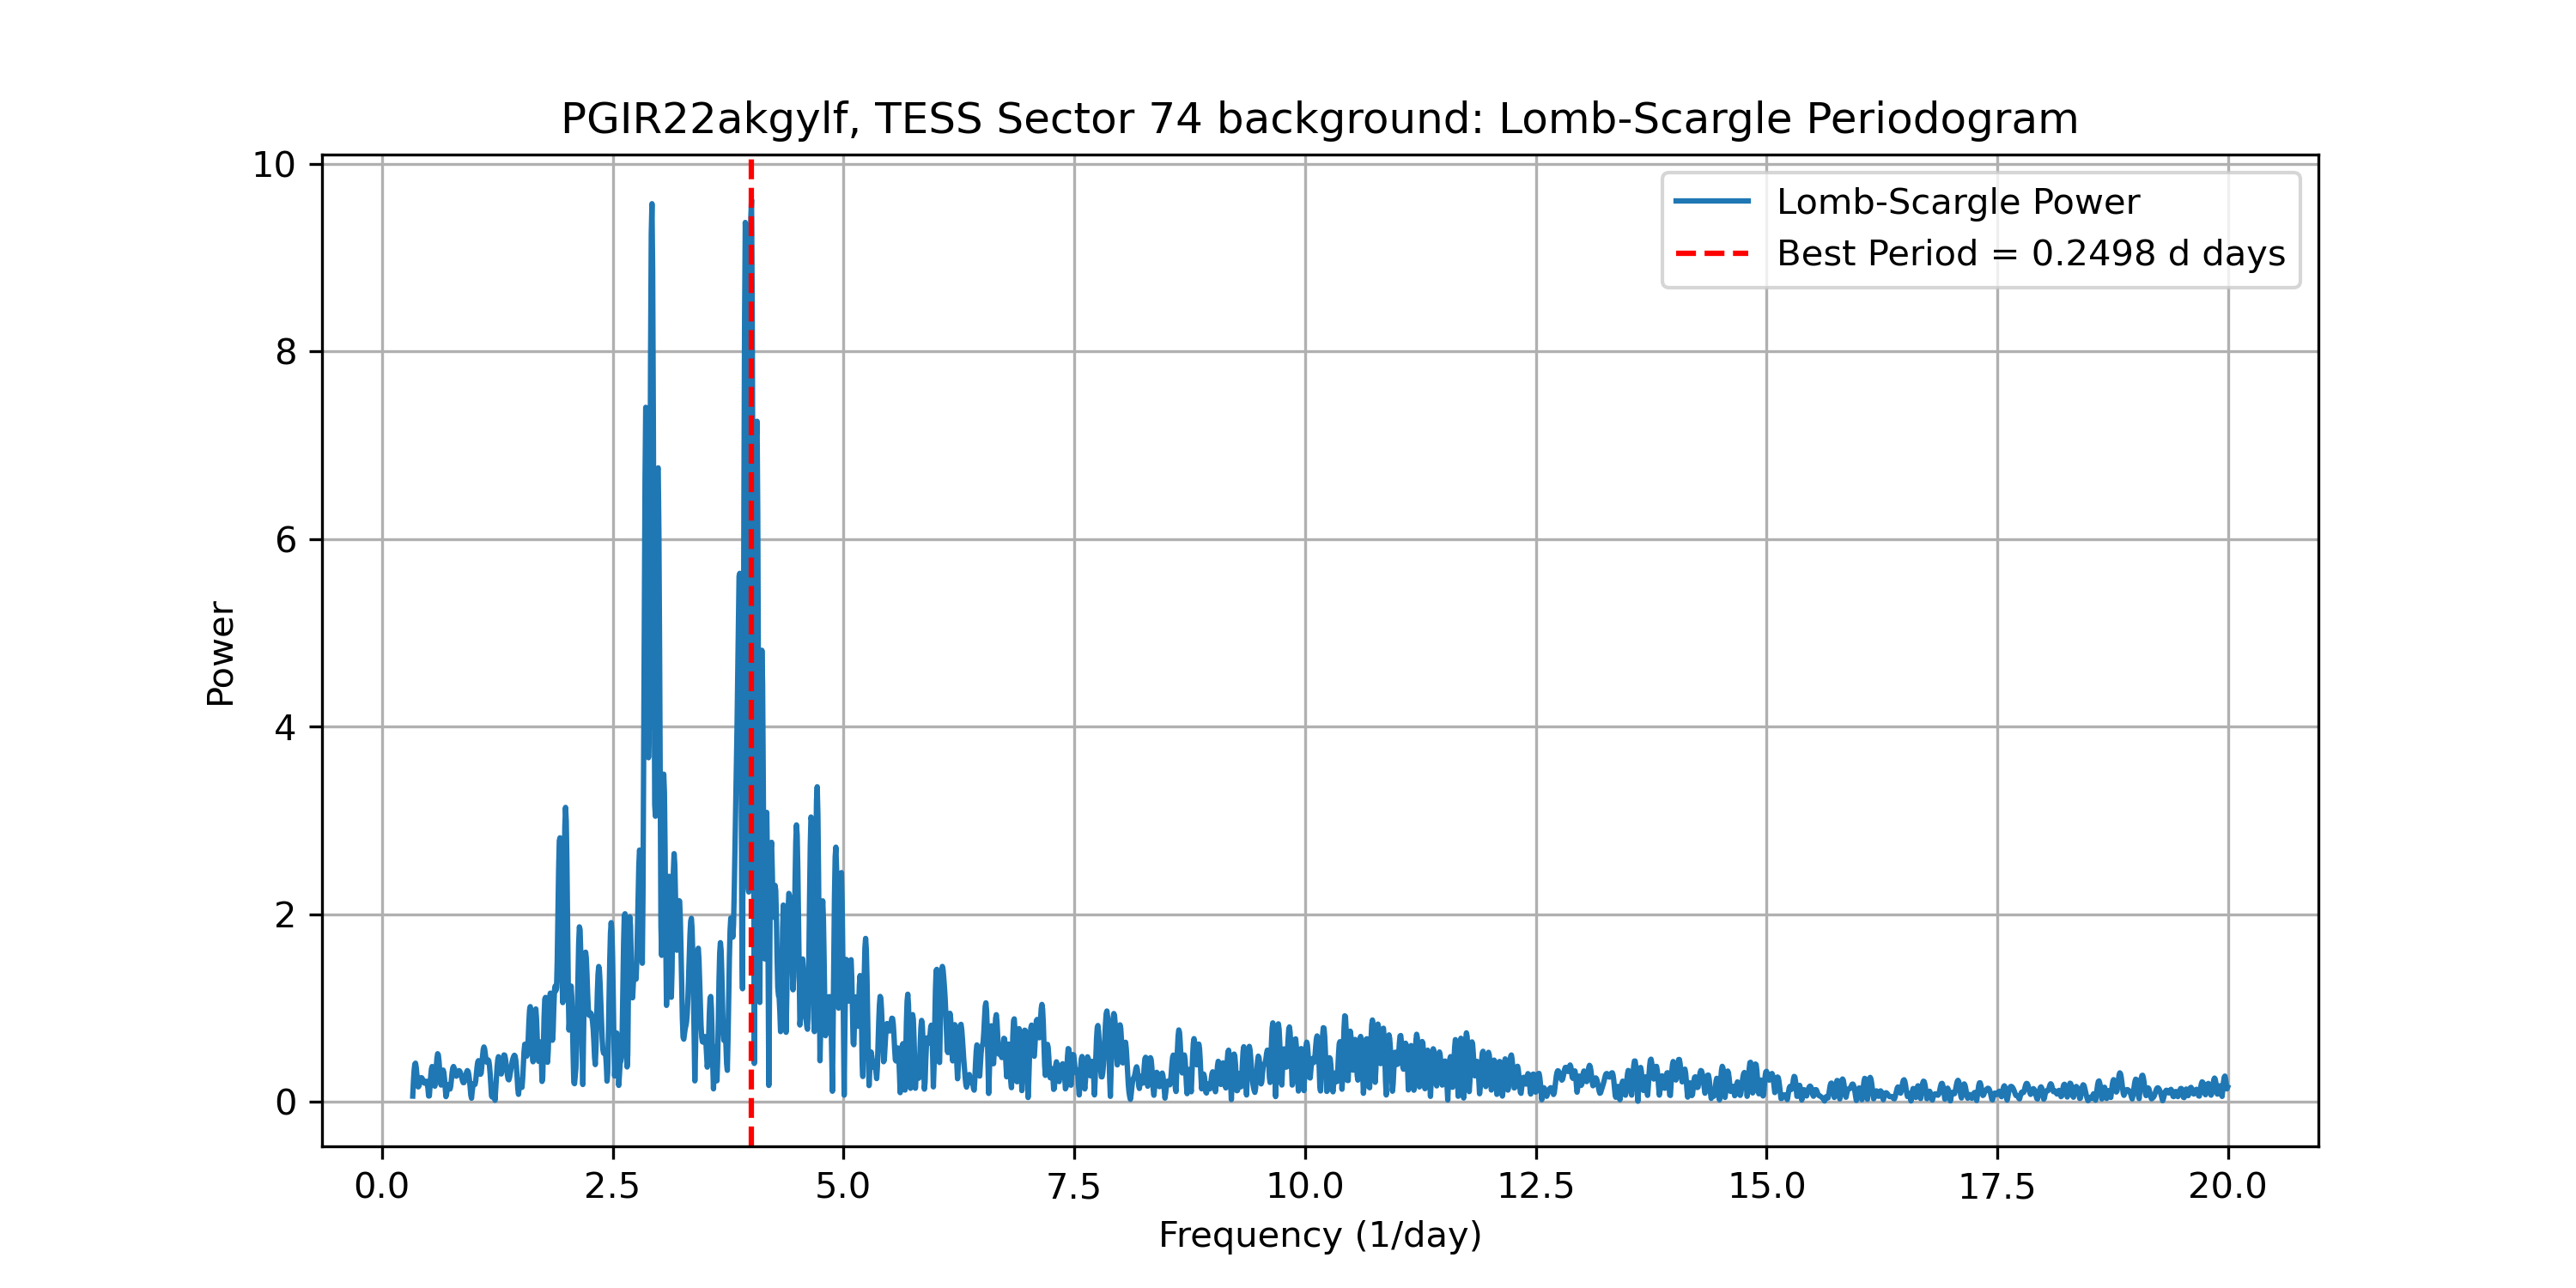 PGIR22akgylf, TESS Sector 74 background: Lomb-Scargle Periodogram
10
8
6
4
2
0
Power
Lomb-Scargle Power
Best Period = 0.2498 d days
0.0 2.5 5.0 7.5 10.0 12.5 15.0 17.5 20.0
Frequency (1/day)